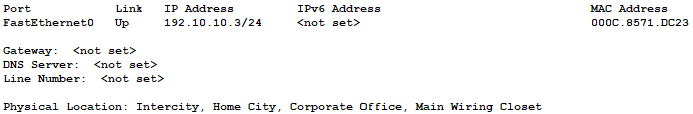 Port Link IP Address IPv6 Address MAC Address
FastEthernet0 Up 192.10.10.3/24 <not set> 000C.8571.DC23
Gateway: <not set>
DNS Server: <not set>
Line Number: <not set>
Physical Location: Intercity, Home City, Corporate Office, Main Wiring Closet